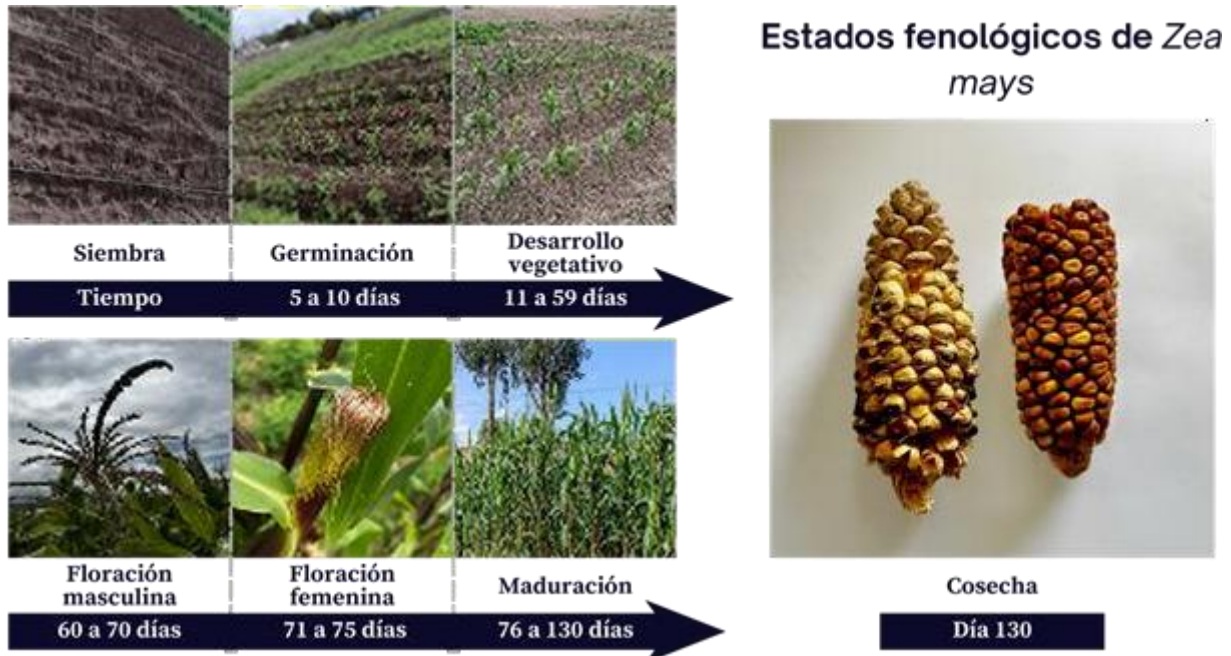 Estados fenológicos de Zea
mays
Siembra
Germinación
Desarrollo
vegetativo
Tiempo
5 a 10 días
11 a 59 días
Floración
masculina
Floración
femenina
Maduración
60 a 70 días
71 a 75 días
76 a 130 días
Cosecha
Día 130